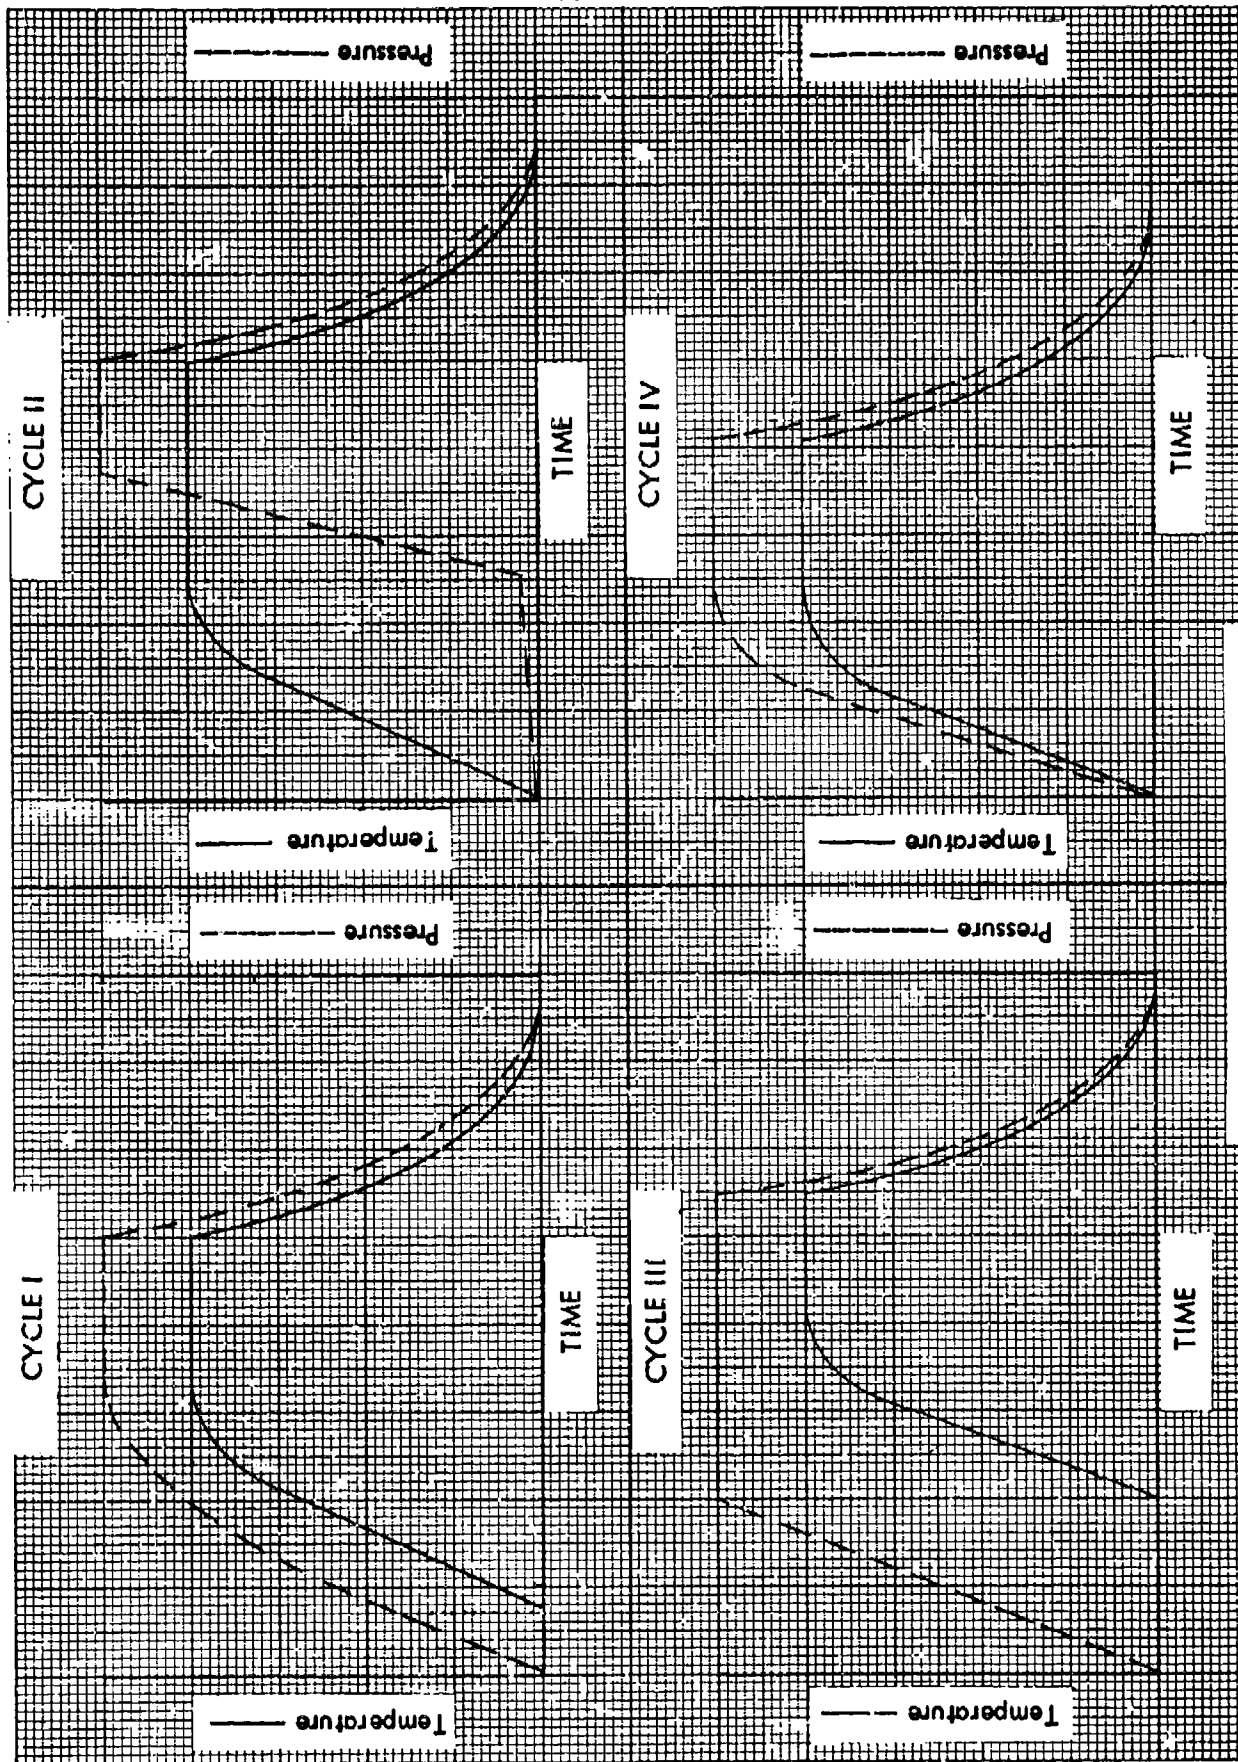 CYCLE I
Temperature
Pressure
TIME
CYCLE II
Temperature
Pressure
TIME
CYCLE III
Temperature
Pressure
TIME
CYCLE IV
Temperature
Pressure
TIME